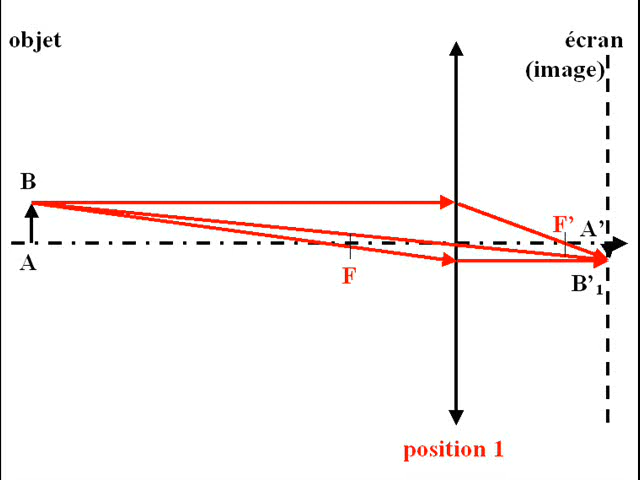 objet
écran
(image)
B
F’
A’
A
F
B’₁
position 1